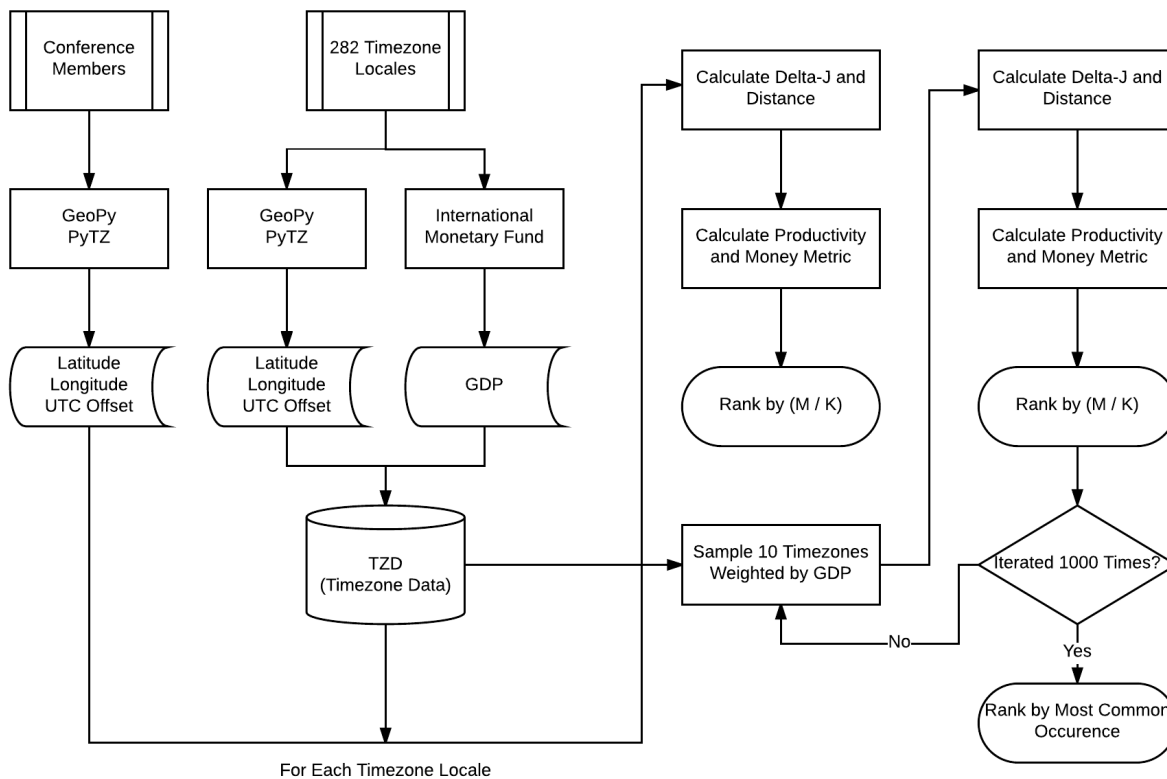 Conference
Members
282 Timezone
Locales
Calculate Delta-J and
Distance
Calculate Delta-J and
Distance
GeoPy
PyTZ
GeoPy
PyTZ
International
Monetary Fund
Calculate Productivity
and Money Metric
Calculate Productivity
and Money Metric
Latitude
Longitude
UTC Offset
Latitude
Longitude
UTC Offset
GDP
Rank by (M / K)
Rank by (M / K)
TZD
(Timezone Data)
Sample 10 Timezones
Weighted by GDP
Iterated 1000 Times?
No
Yes
Rank by Most Common
Occurence
For Each Timezone Locale